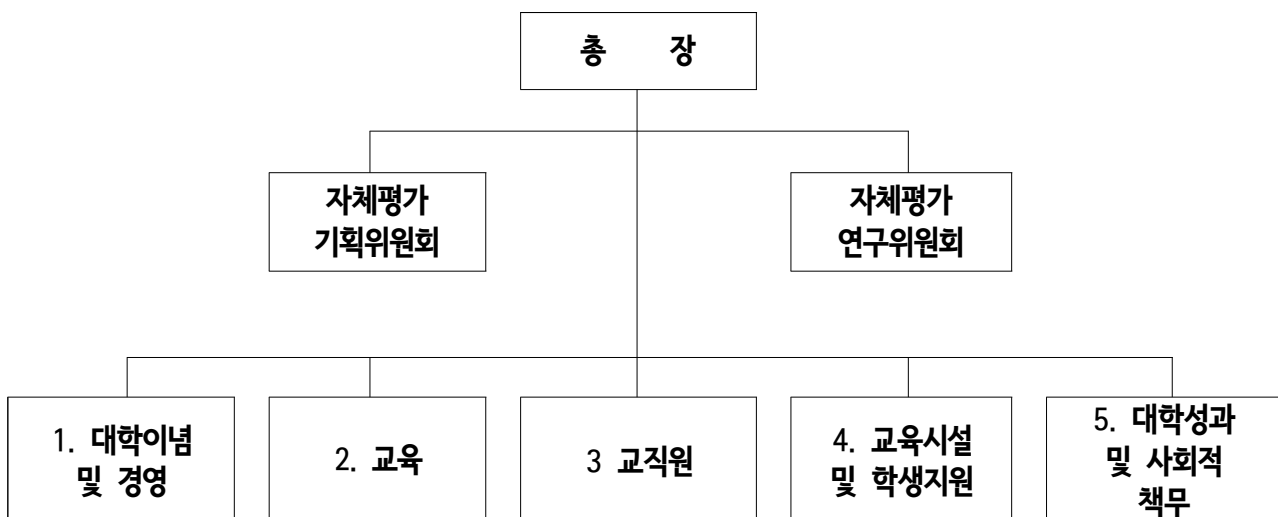 총 장
자체평가
기획위원회
자체평가
연구위원회
1. 대학이념
및 경영
2. 교육
3 교직원
4. 교육시설
및 학생지원
5. 대학성과
및 사회적
책무